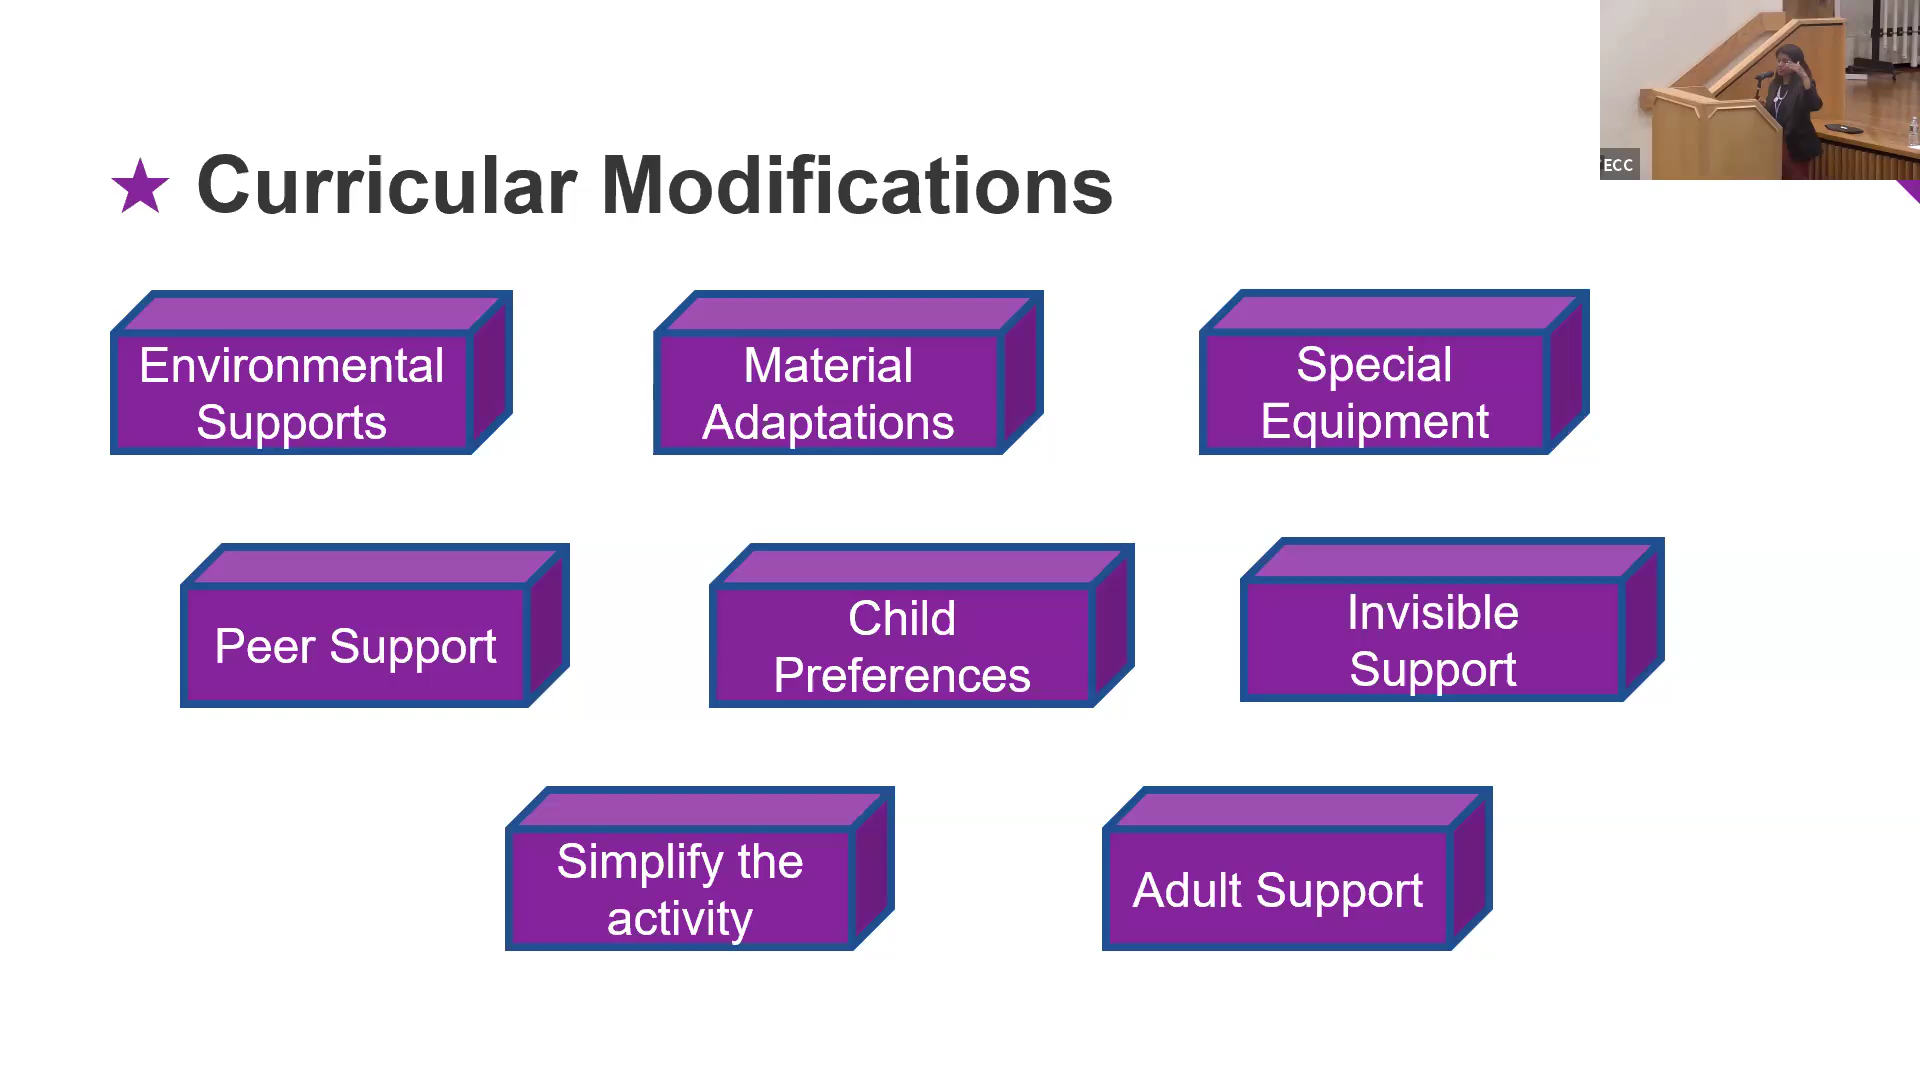 ECC
Curricular Modifications
Environmental
Supports
Material
Adaptations
Special
Equipment
Peer Support
Child
Preferences
Invisible
Support
Simplify the
activity
Adult Support